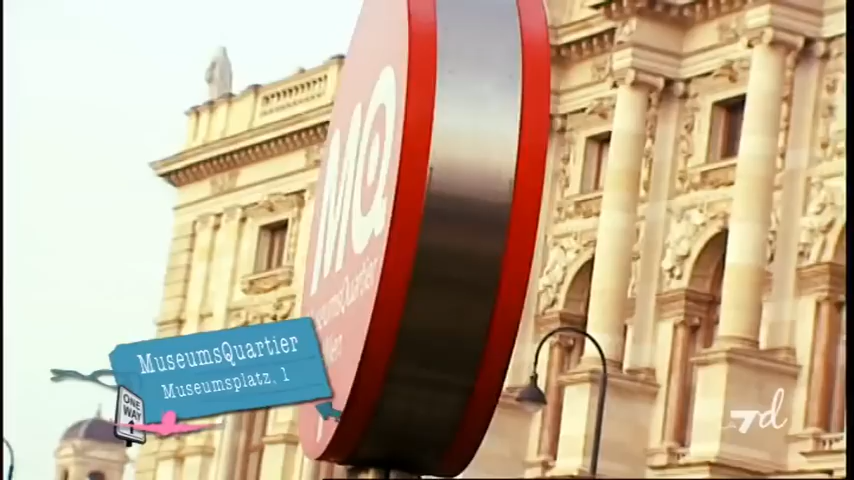 MQ
MuseumsQuartier
Wien
MuseumsQuartier
Museumsplatz, 1
ONE
WAY
7d